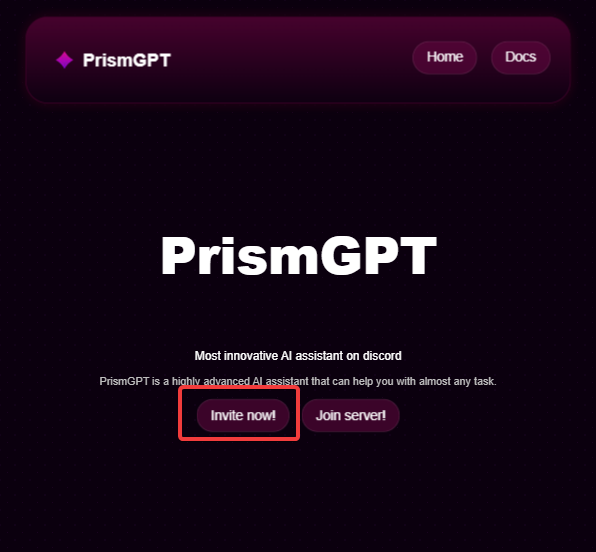 PrismGPT
Home
Docs
PrismGPT
Most innovative AI assistant on discord
PrismGPT is a highly advanced AI assistant that can help you with almost any task.
Invite now!
Join server!